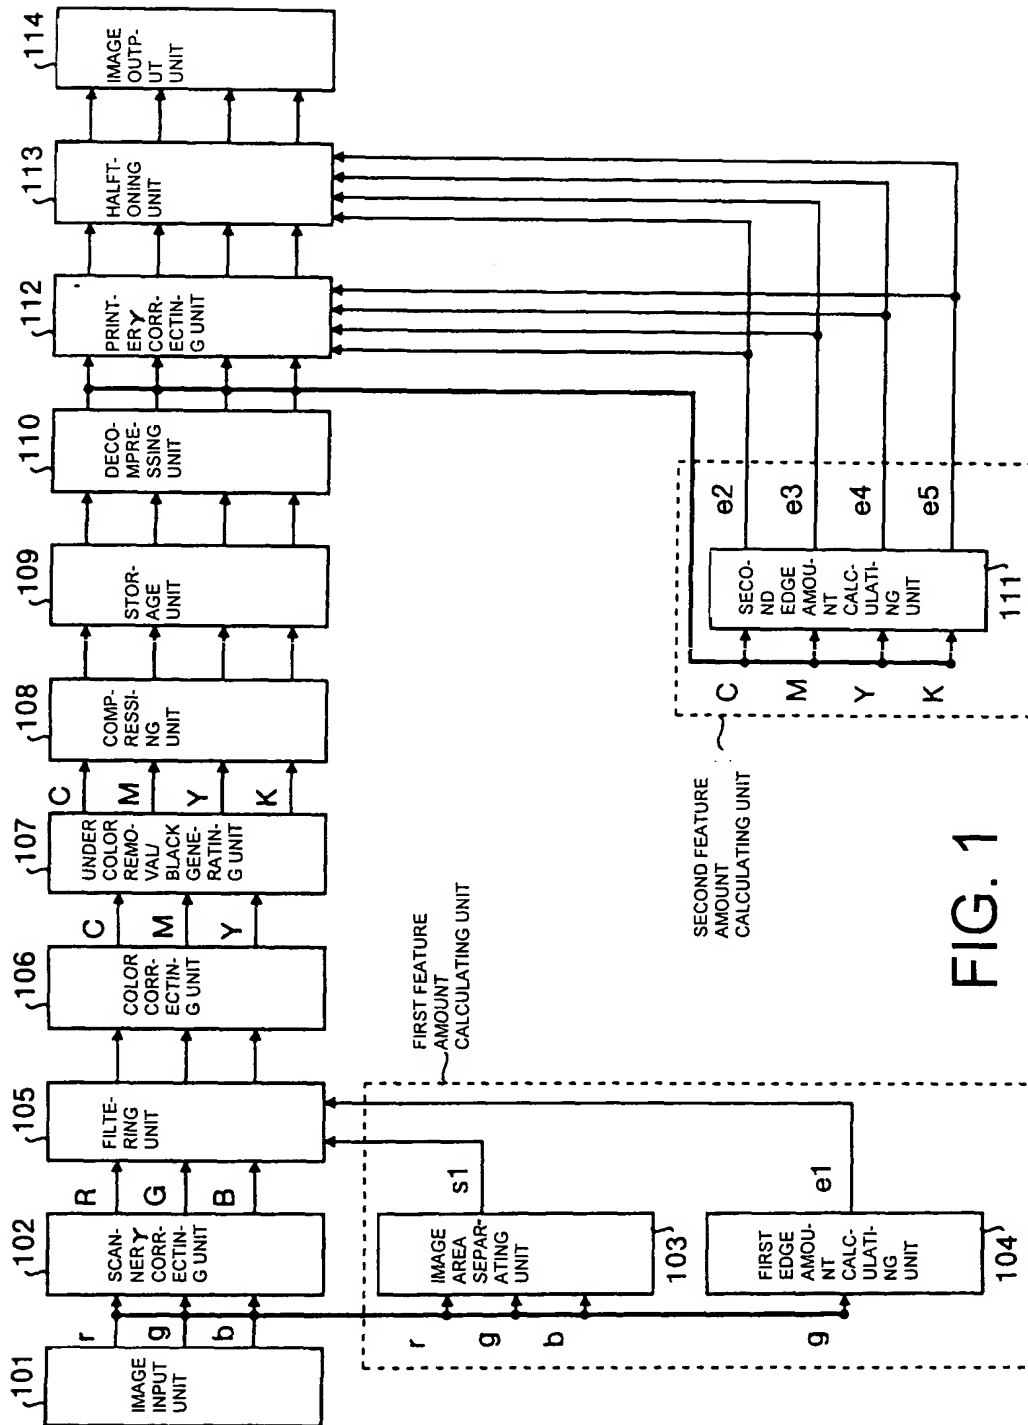 101
IMAGE
INPUT
UNIT
r
g
b
102
SCAN-
NERγ
CORR-
ECTIN-
G UNIT
R
G
B
105
FILTE-
RING
UNIT
106
COLOR
CORR-
ECTIN-
G UNIT
C
M
Y
107
UNDER
COLOR
REMO-
VAL/
BLACK
GENE-
RATIN-
G UNIT
C
M
Y
K
108
COMP-
RESSI-
NG
UNIT
109
STOR-
AGE
UNIT
110
DECO-
MPRE-
SSING
UNIT
112
PRINT-
ERγ
CORR-
ECTIN-
G UNIT
113
HALFT-
ONING
UNIT
114
IMAGE
OUTP-
UT
UNIT
FIRST FEATURE
AMOUNT
CALCULATING UNIT
r
g
b
IMAGE
AREA
SEPAR-
ATING
UNIT
103
s1
g
FIRST
EDGE
AMOU-
NT
CALC-
ULATI-
NG
UNIT
104
e1
SECOND FEATURE
AMOUNT
CALCULATING UNIT
C
M
Y
K
SECO-
ND
EDGE
AMOU-
NT
CALC-
ULATI-
NG
UNIT
111
e2
e3
e4
e5
FIG. 1